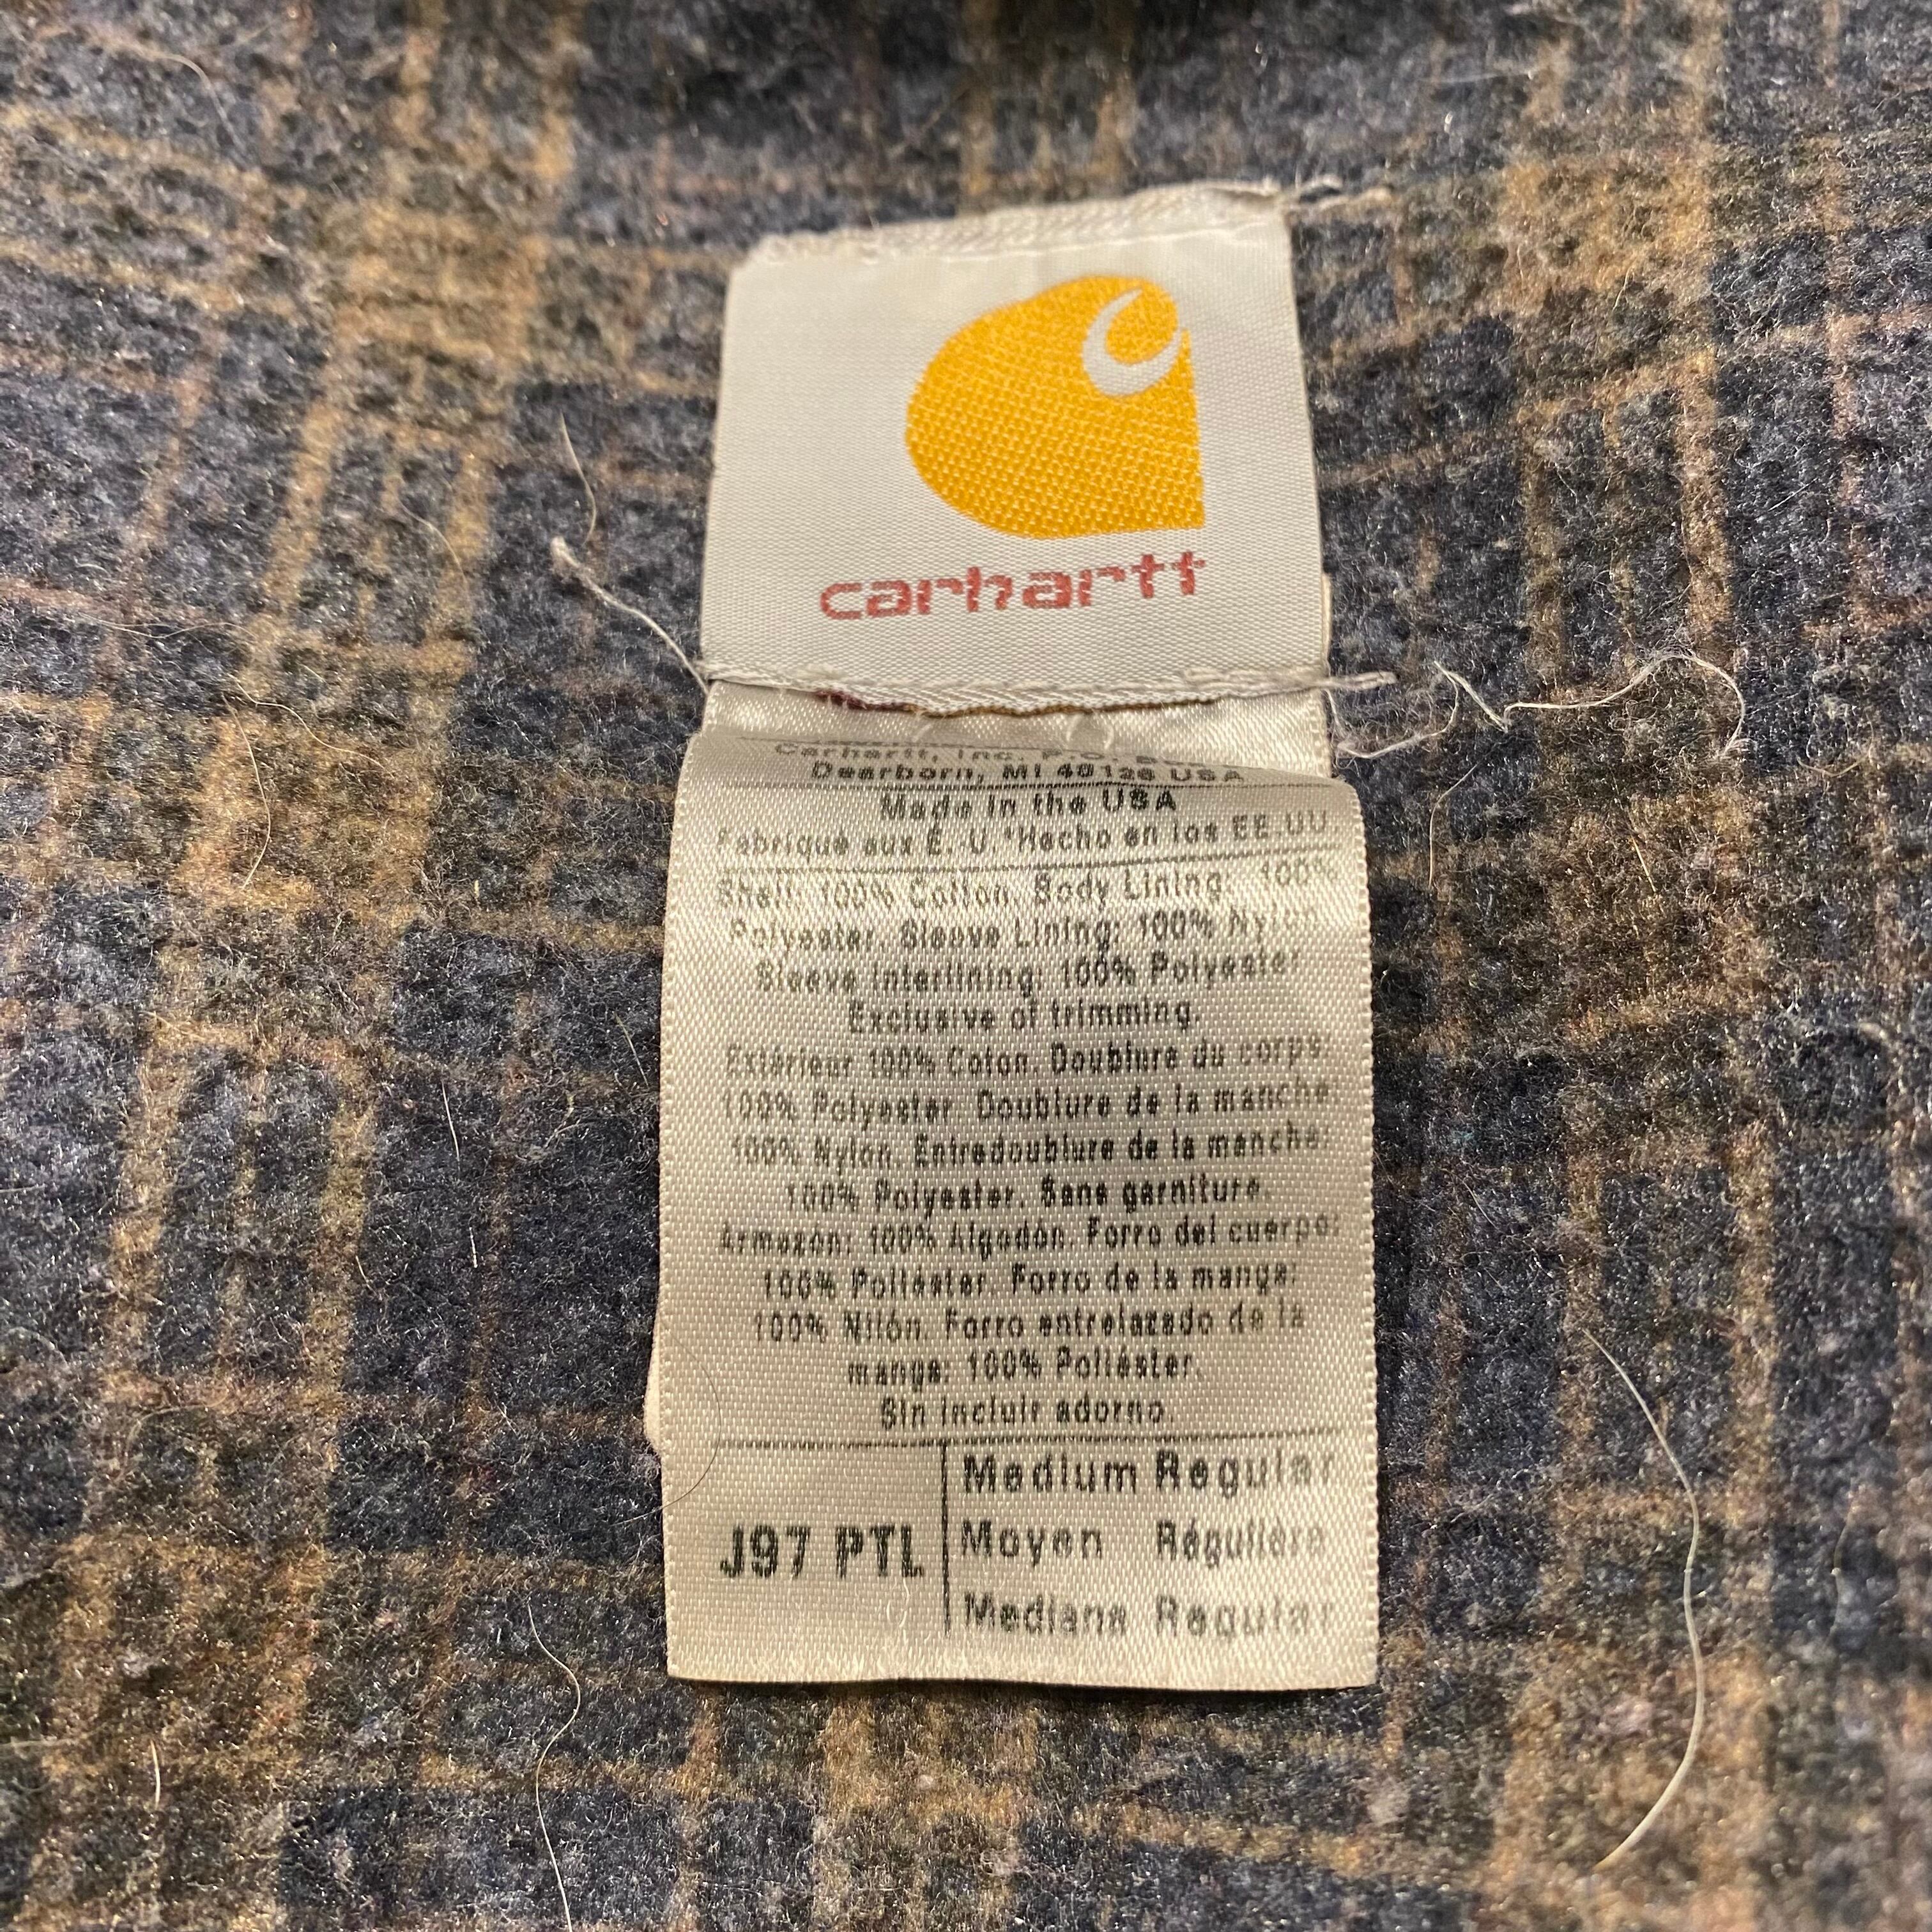 carhartt
Carhartt, Inc. P.O.
Dearborn, MI 48126 USA
Made in the USA
Fabriqué aux É. U. *Hecho en los EE.UU.
Shell: 100% Cotton. Body Lining: 100%
Polyester. Sleeve Lining: 100% Nylon
Sleeve Interlining: 100% Polyester
Exclusive of trimming.
Extérieur 100% Coton. Doublure du corps
100% Polyester. Doublure de la manche
100% Nylon. Entredoublure de la manche:
100% Polyester. Sans garniture.
Armazón: 100% Algodón. Forro del cuerpo:
100% Poliéster. Forro de la manga:
100% Nilón. Forro entrelazado de la
manga: 100% Poliéster.
Sin incluir adorno.
J97 PTL
Medium Regular
Moyen Régulière
Mediana Regular